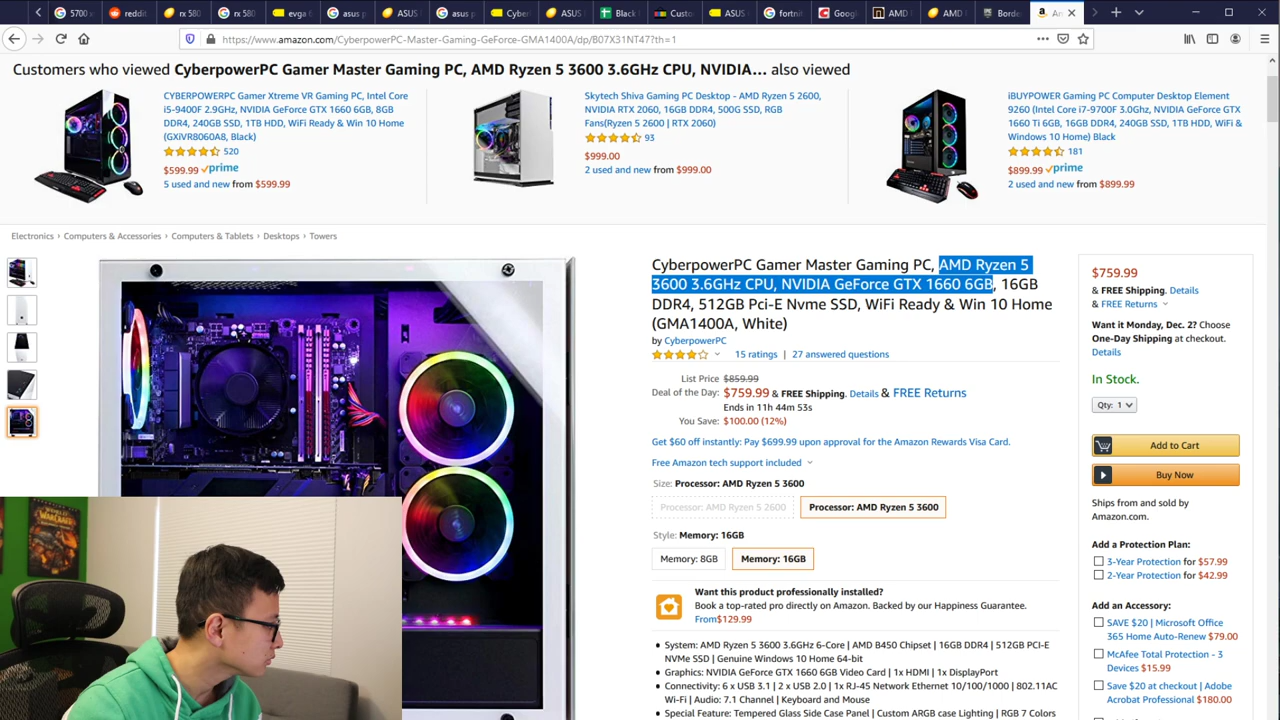 5700
reddit
rx 580
rx 580
evga
asus p
ASUS
asus p
Cyber
ASUS
Black
Custo
ASUS
fortnit
Goog
AMD
AMD
Borde
https://www.amazon.com/CyberpowerPC-Master-Gaming-GeForce-GMA1400A/dp/B07X31NT47?th=1
Customers who viewed CyberpowerPC Gamer Master Gaming PC, AMD Ryzen 5 3600 3.6GHz CPU, NVIDIA... also viewed
CYBERPOWERPC Gamer Xtreme VR Gaming PC, Intel Core
i5-9400F 2.9GHz, NVIDIA GeForce GTX 1660 6GB, 8GB
DDR4, 240GB SSD, 1TB HDD, WiFi Ready & Win 10 Home
(GXiVR8060A8, Black)
520
$599.99 prime
5 used and new from $599.99
Skytech Shiva Gaming PC Desktop - AMD Ryzen 5 2600,
NVIDIA RTX 2060, 16GB DDR4, 500G SSD, RGB
Fans(Ryzen 5 2600 | RTX 2060)
93
$999.00
2 used and new from $999.00
iBUYPOWER Gaming PC Computer Desktop Element
9260 (Intel Core i7-9700F 3.0Ghz, NVIDIA GeForce GTX
1660 Ti 6GB, 16GB DDR4, 240GB SSD, 1TB HDD, WiFi &
Windows 10 Home) Black
181
$899.99 prime
2 used and new from $899.99
Electronics › Computers & Accessories › Computers & Tablets › Desktops › Towers
CyberpowerPC Gamer Master Gaming PC, AMD Ryzen 5
3600 3.6GHz CPU, NVIDIA GeForce GTX 1660 6GB, 16GB
DDR4, 512GB Pci-E Nvme SSD, WiFi Ready & Win 10 Home
(GMA1400A, White)
by CyberpowerPC
15 ratings | 27 answered questions
List Price $859.99
Deal of the Day: $759.99 & FREE Shipping. Details & FREE Returns
Ends in 11h 44m 53s
You Save: $100.00 (12%)
Get $60 off instantly: Pay $699.99 upon approval for the Amazon Rewards Visa Card.
Free Amazon tech support included
Size: Processor: AMD Ryzen 5 3600
Processor: AMD Ryzen 5 2600
Processor: AMD Ryzen 5 3600
Style: Memory: 16GB
Memory: 8GB
Memory: 16GB
Want this product professionally installed?
Book a top-rated pro directly on Amazon. Backed by our Happiness Guarantee.
From$129.99
• System: AMD Ryzen 5 3600 3.6GHz 6-Core | AMD B450 Chipset | 16GB DDR4 | 512GB PCI-E
NVMe SSD | Genuine Windows 10 Home 64-bit
• Graphics: NVIDIA GeForce GTX 1660 6GB Video Card | 1x HDMI | 1x DisplayPort
• Connectivity: 6 x USB 3.1 | 2 x USB 2.0 | 1x RJ-45 Network Ethernet 10/100/1000 | 802.11AC
Wi-Fi | Audio: 7.1 Channel | Keyboard and Mouse
• Special Feature: Tempered Glass Side Case Panel | Custom ARGB case Lighting | RGB 7 Colors
$759.99
& FREE Shipping. Details
& FREE Returns
Want it Monday, Dec. 2? Choose
One-Day Shipping at checkout.
Details
In Stock.
Qty: 1
Add to Cart
Buy Now
Ships from and sold by
Amazon.com.
Add a Protection Plan:
3-Year Protection for $57.99
2-Year Protection for $42.99
Add an Accessory:
SAVE $20 | Microsoft Office
365 Home Auto-Renew $79.00
McAfee Total Protection - 3
Devices $15.99
Save $20 at checkout | Adobe
Acrobat Professional $180.00